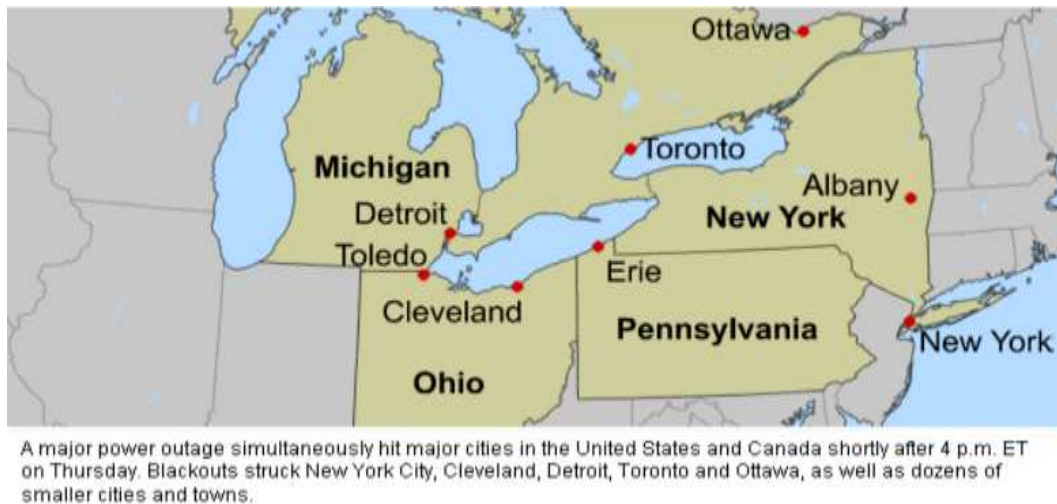 Ottawa
Toronto
Michigan
Albany
Detroit
New York
Toledo
Erie
Cleveland
Pennsylvania
New York
Ohio
A major power outage simultaneously hit major cities in the United States and Canada shortly after 4 p.m. ET
on Thursday. Blackouts struck New York City, Cleveland, Detroit, Toronto and Ottawa, as well as dozens of
smaller cities and towns.